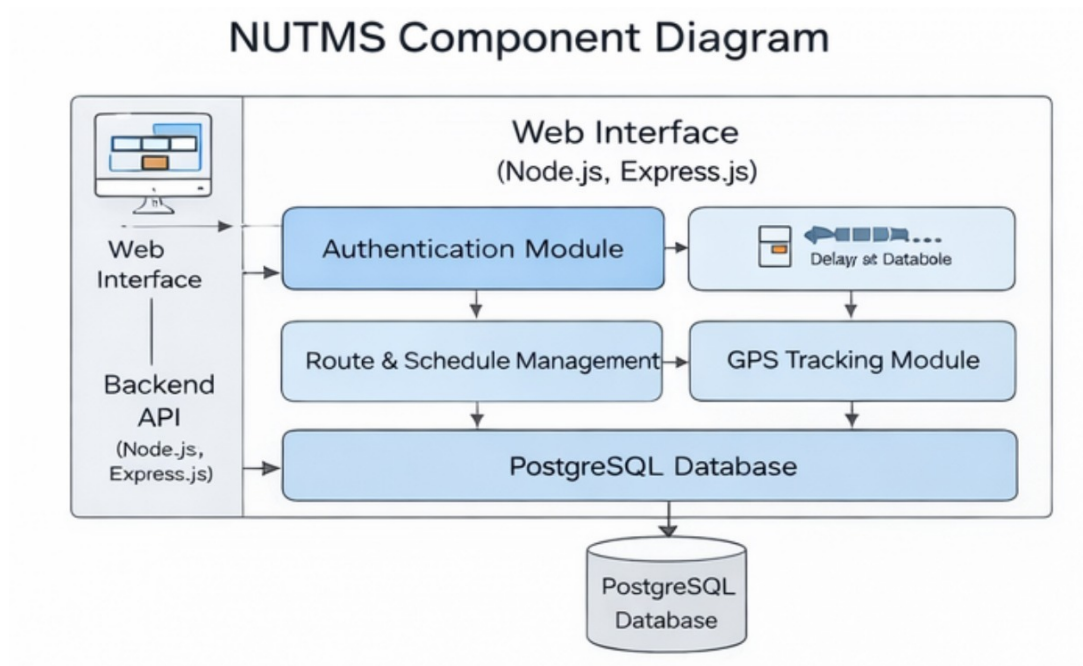 NUTMS Component Diagram
Web Interface
(Node.js, Express.js)
Web
Interface
Backend
API
(Node.js,
Express.js)
Authentication Module
Delay st Databole
Route & Schedule Management
GPS Tracking Module
PostgreSQL Database
PostgreSQL
Database